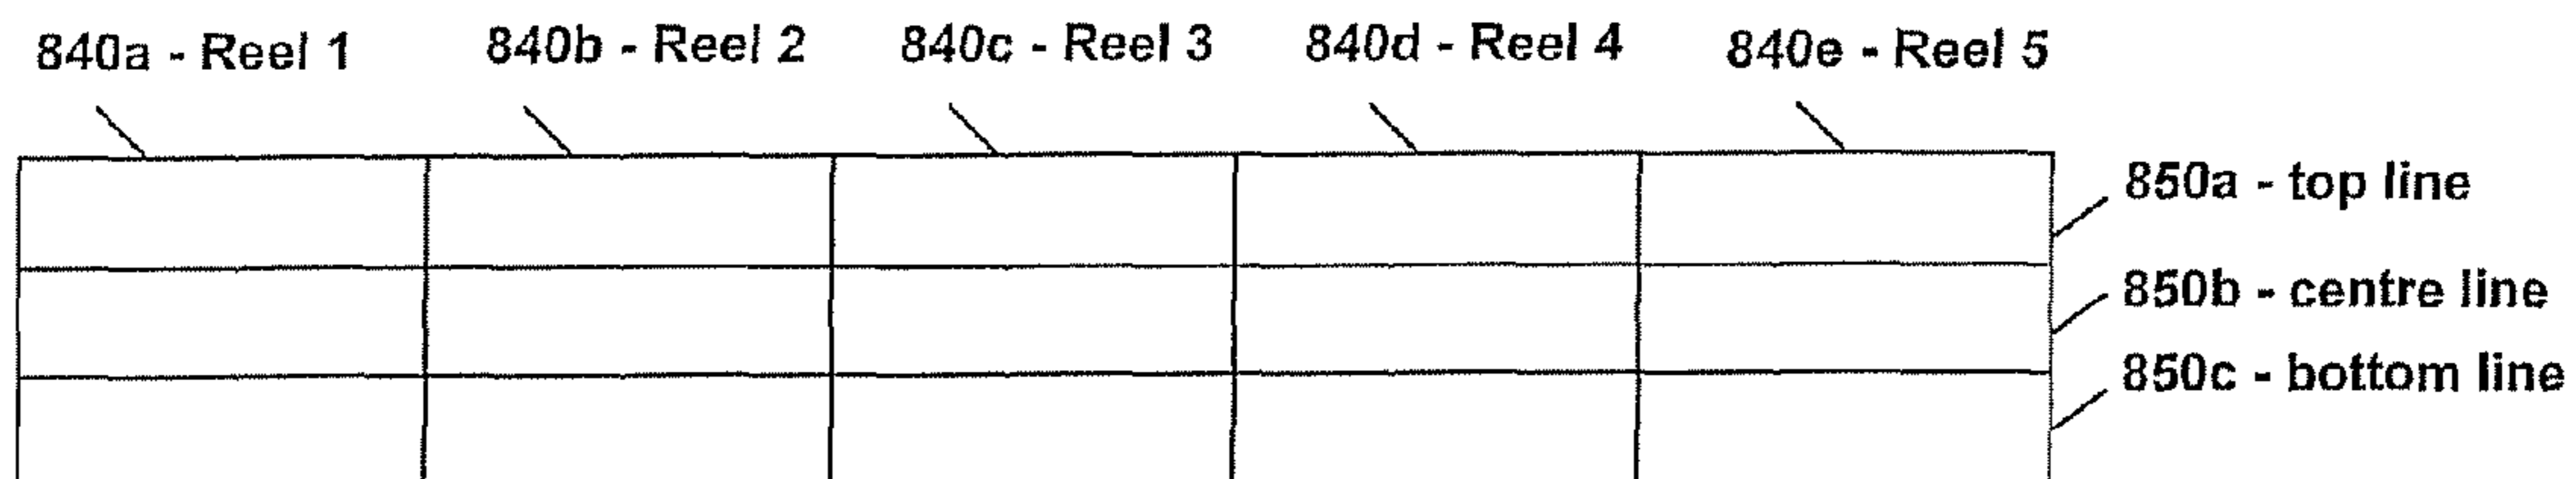 840a - Reel 1 840b - Reel 2 840c - Reel 3 840d - Reel 4 840e - Reel 5
850a - top line
850b - centre line
850c - bottom line